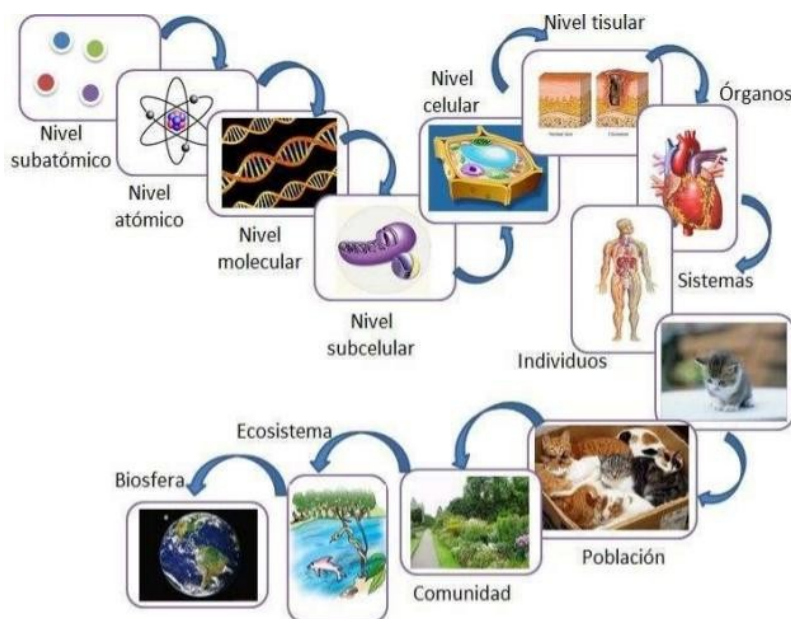 Nivel
subatómico
Nivel
atómico
Nivel
molecular
Nivel
subcelular
Nivel
celular
Nivel tisular
Órganos
Sistemas
Individuos
Población
Comunidad
Ecosistema
Biosfera